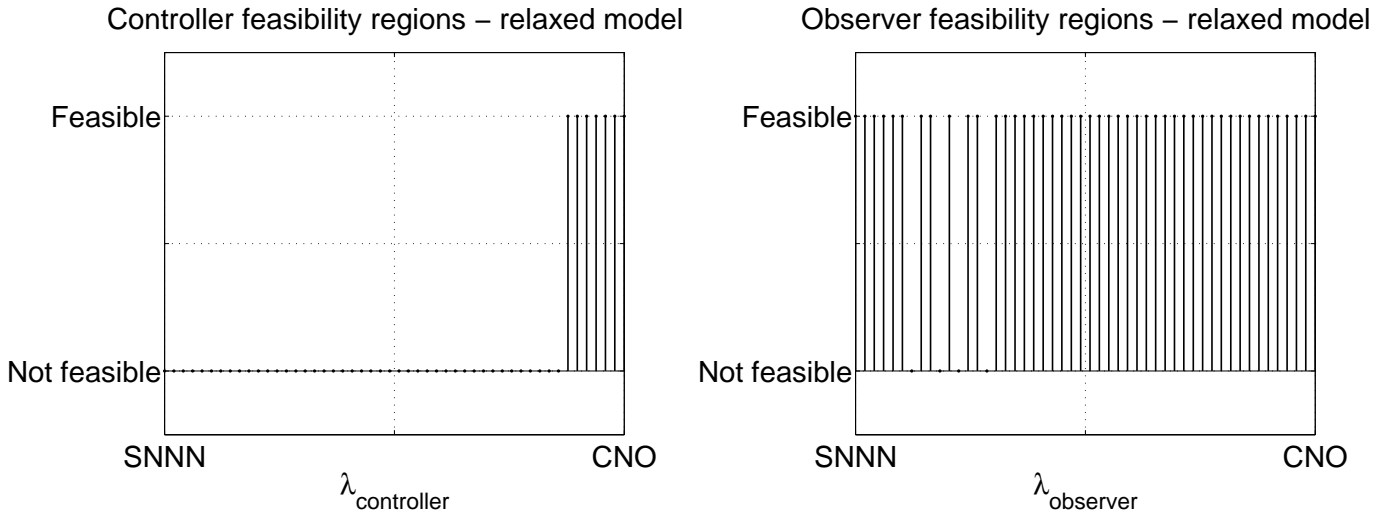 Controller feasibility regions − relaxed model
Feasible
Not feasible
SNNN
CNO
λcontroller
Observer feasibility regions − relaxed model
Feasible
Not feasible
SNNN
CNO
λobserver